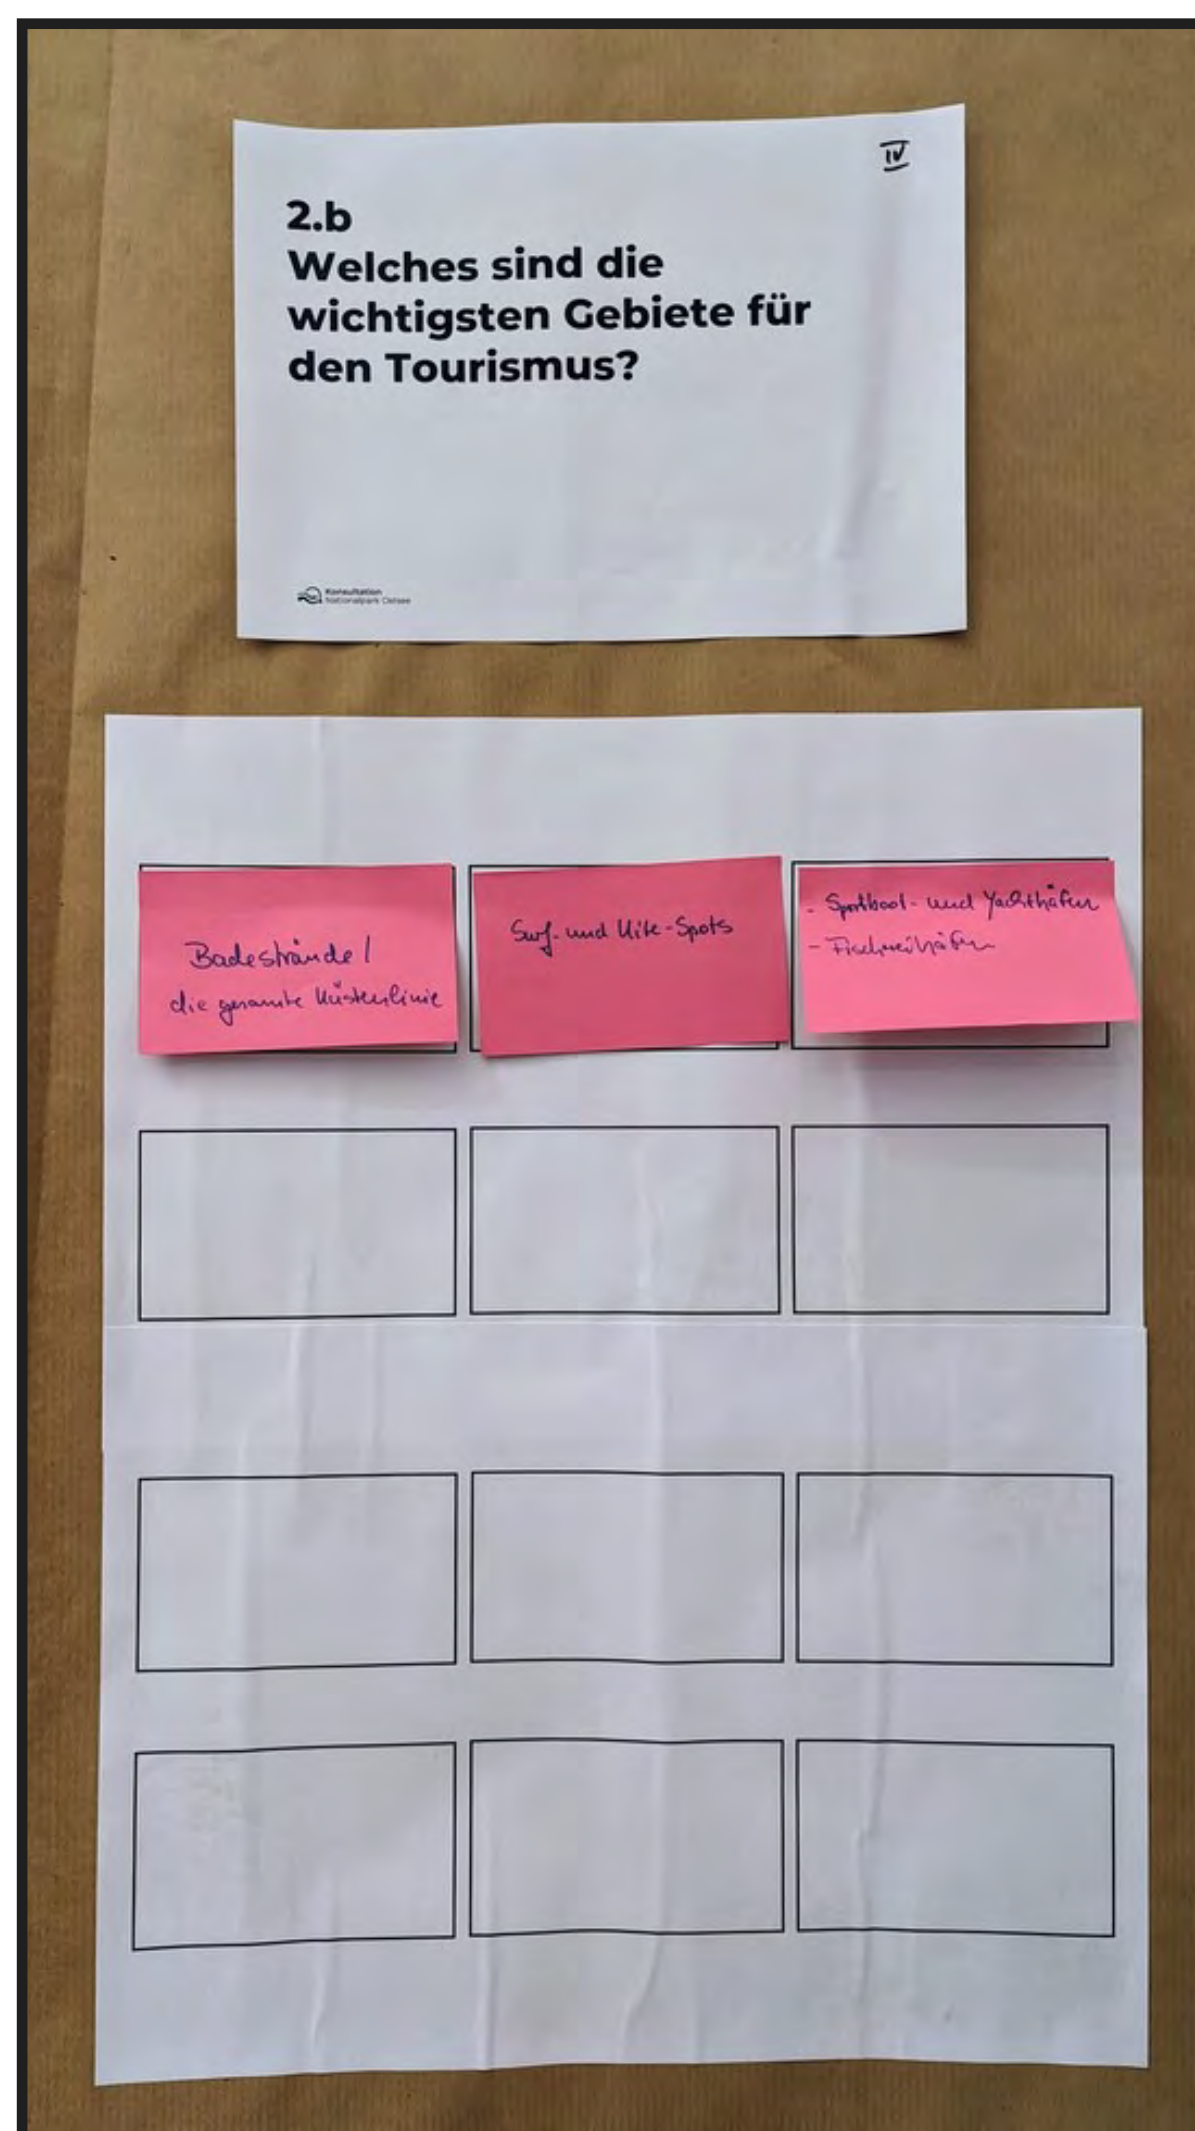 IV
2.b
Welches sind die
wichtigsten Gebiete für
den Tourismus?
Konsultation
Nationalpark Ostsee
Badestrände /
die gesamte Küstenlinie
Surf- und Kite-Spots
- Sportboot- und Yachthäfen
- Fischereihäfen